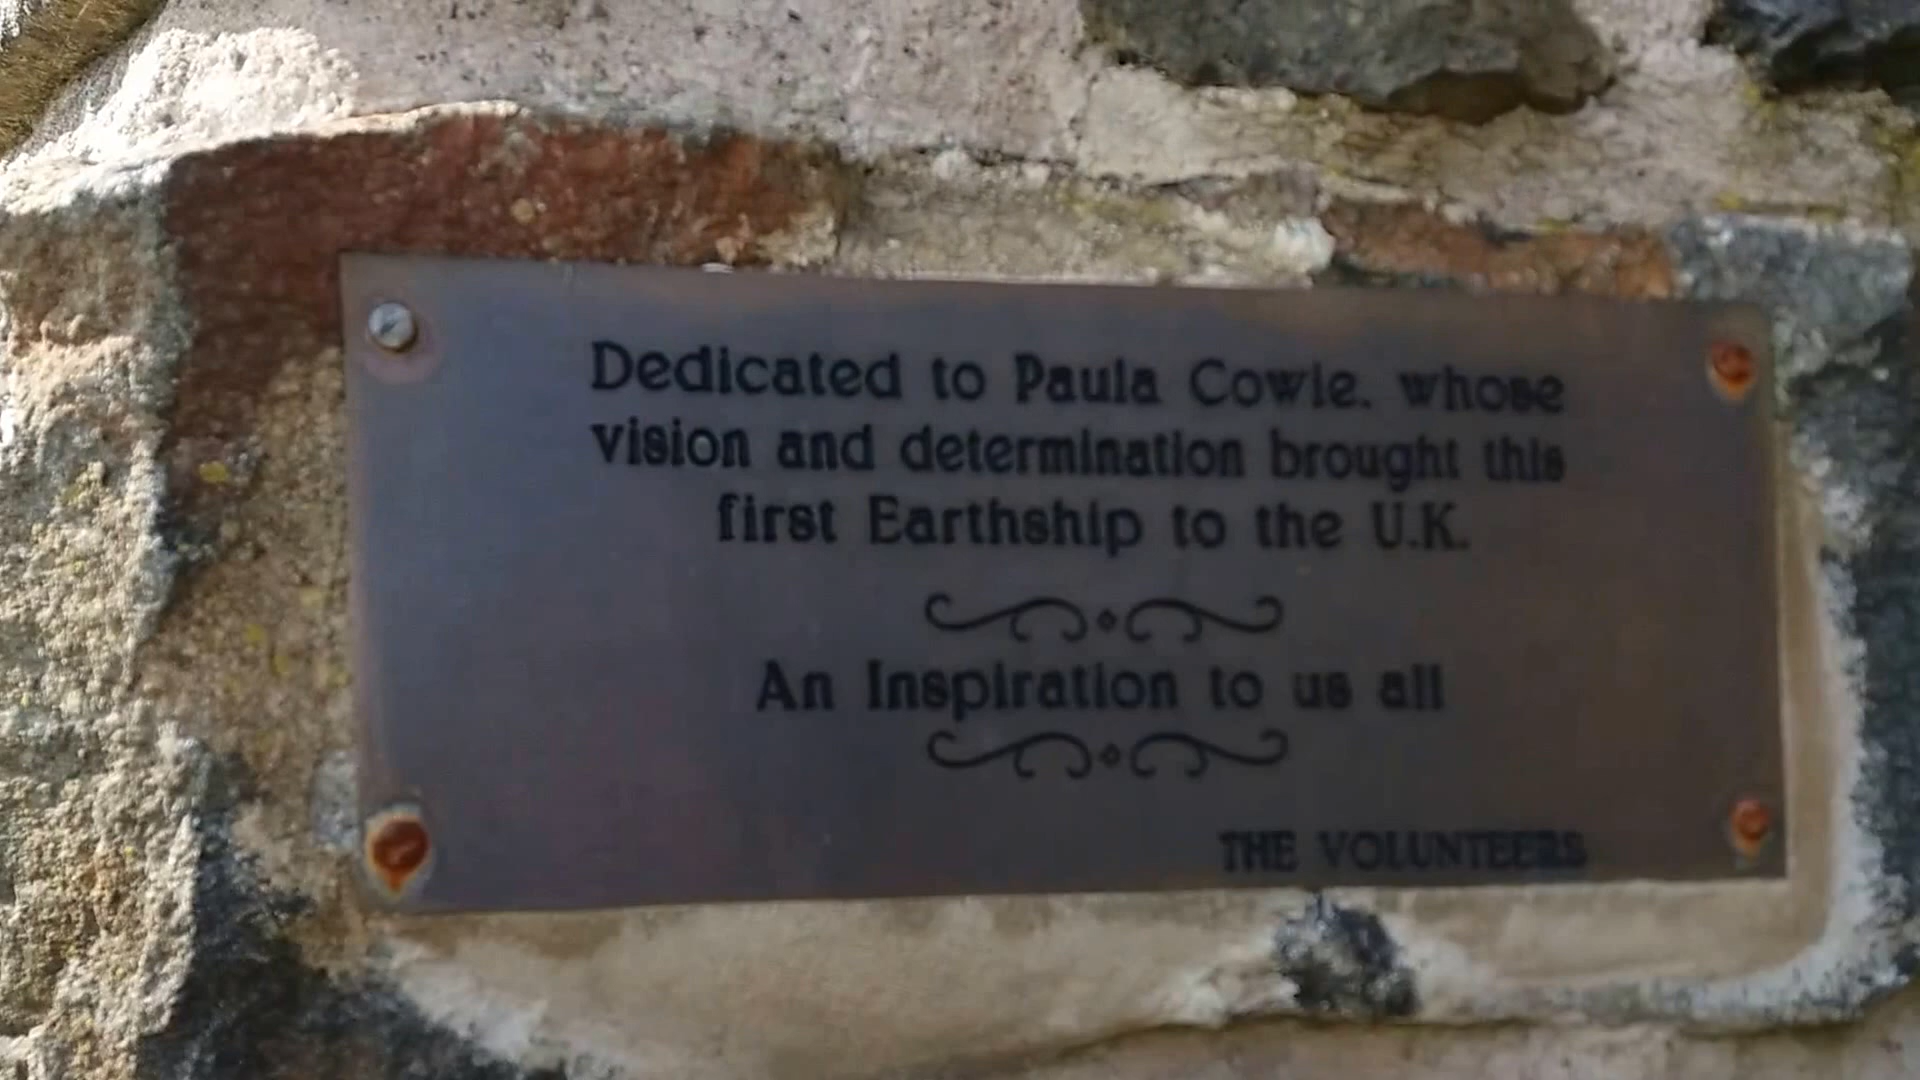 Dedicated to Paula Cowie, whose
vision and determination brought this
first Earthship to the U.K.
An Inspiration to us all
THE VOLUNTEERS